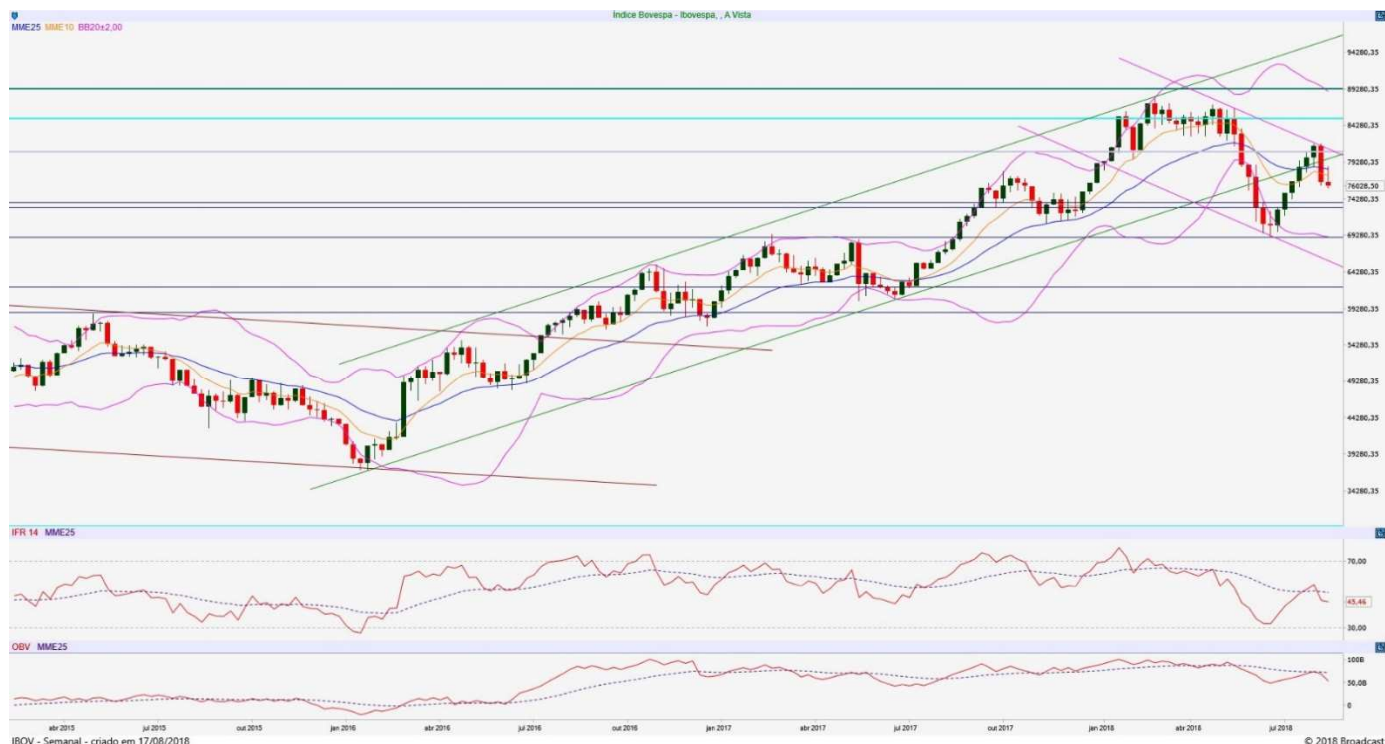 Índice Bovespa - Ibovespa, , A Vista
MME25 MME10 BB20±2,00
94280,35
89280,35
84280,35
79280,35
76028,50
74280,35
69280,35
64280,35
59280,35
54280,35
49280,35
44280,35
39280,35
34280,35
IFR 14 MME25
70,00
45,46
30,00
OBV MME25
100B
50,0B
0
abr 2015 jul 2015 out 2015 jan 2016 abr 2016 jul 2016 out 2016 jan 2017 abr 2017 jul 2017 out 2017 jan 2018 abr 2018 jul 2018
IBOV - Semanal - criado em 17/08/2018 © 2018 Broadcast